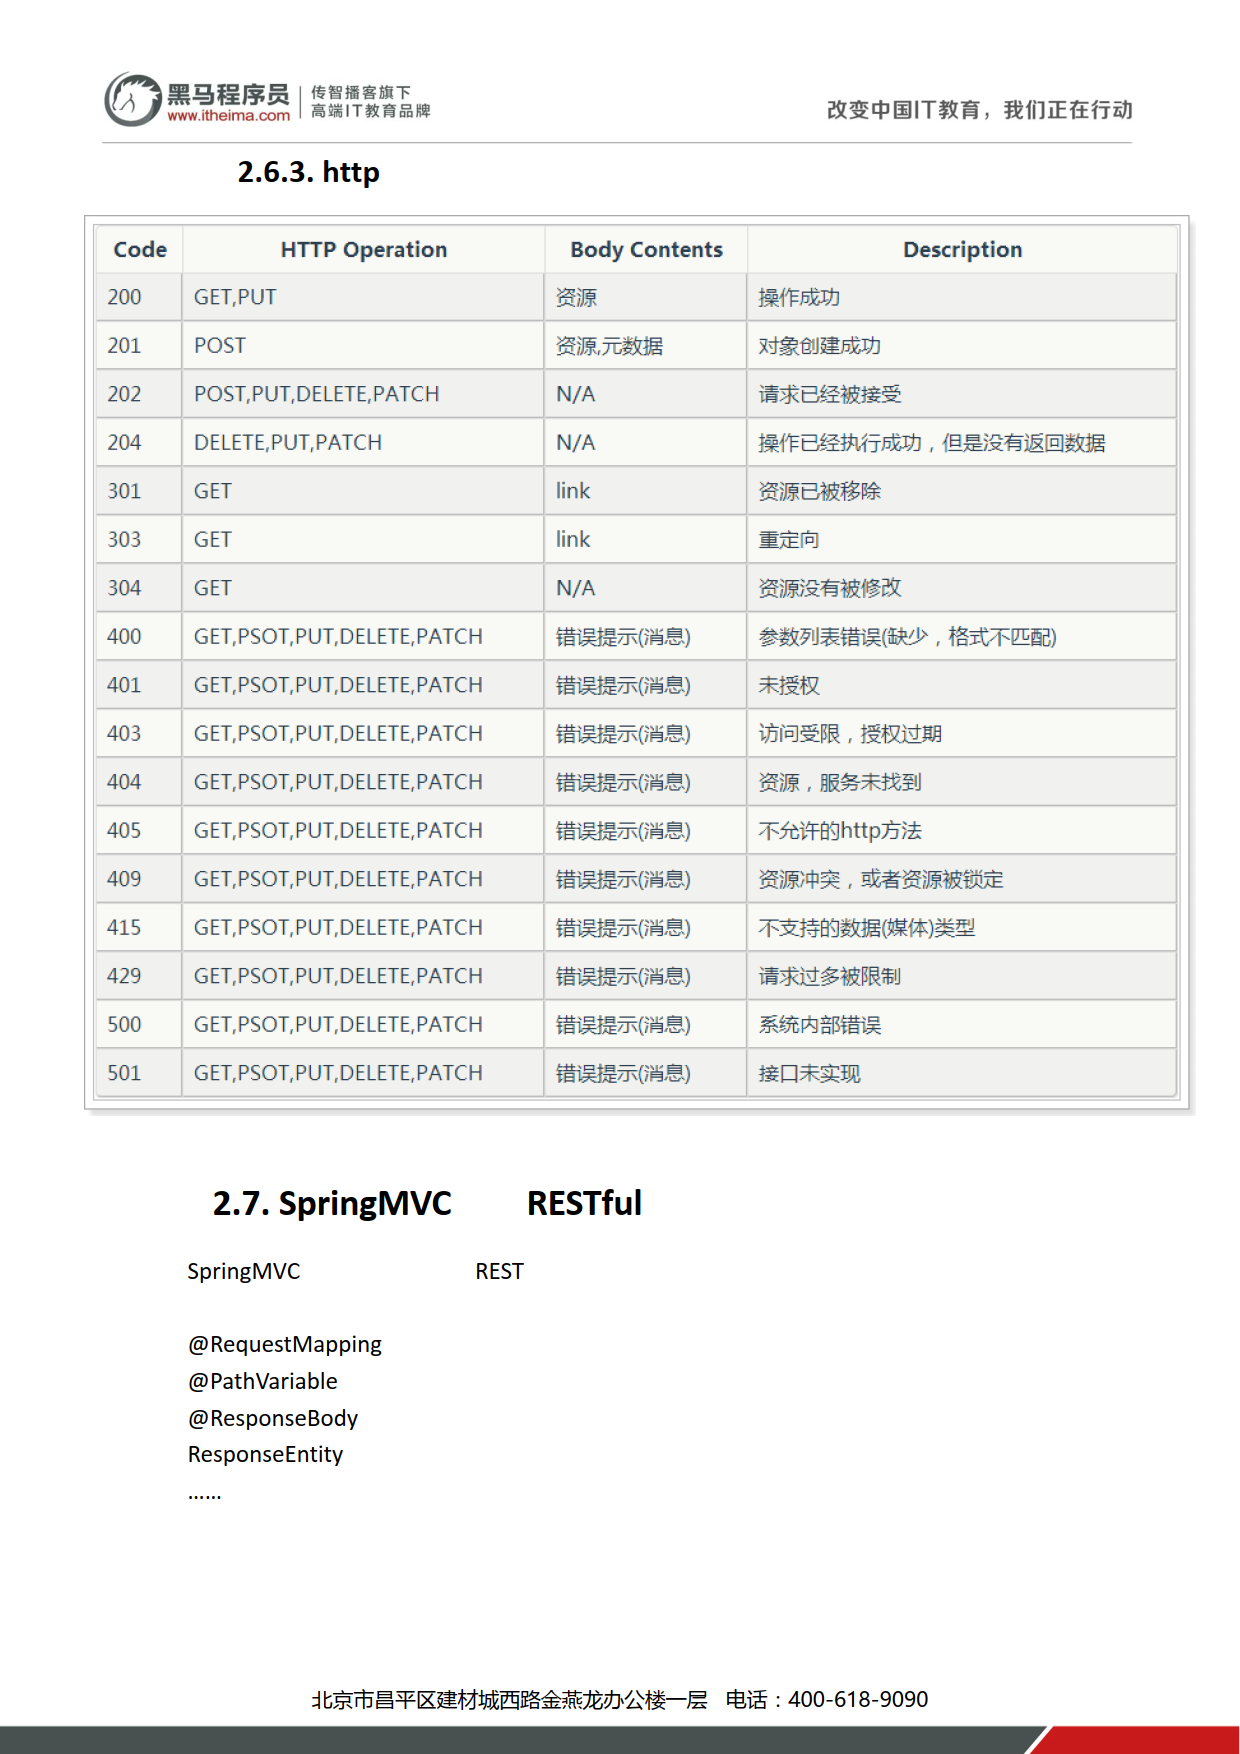 黑马程序员 传智播客旗下
www.itheima.com 高端IT教育品牌
改变中国IT教育，我们正在行动
2.6.3. http
Code HTTP Operation Body Contents Description
200 GET,PUT 资源 操作成功
201 POST 资源,元数据 对象创建成功
202 POST,PUT,DELETE,PATCH N/A 请求已经被接受
204 DELETE,PUT,PATCH N/A 操作已经执行成功，但是没有返回数据
301 GET link 资源已被移除
303 GET link 重定向
304 GET N/A 资源没有被修改
400 GET,PSOT,PUT,DELETE,PATCH 错误提示(消息) 参数列表错误(缺少，格式不匹配)
401 GET,PSOT,PUT,DELETE,PATCH 错误提示(消息) 未授权
403 GET,PSOT,PUT,DELETE,PATCH 错误提示(消息) 访问受限，授权过期
404 GET,PSOT,PUT,DELETE,PATCH 错误提示(消息) 资源，服务未找到
405 GET,PSOT,PUT,DELETE,PATCH 错误提示(消息) 不允许的http方法
409 GET,PSOT,PUT,DELETE,PATCH 错误提示(消息) 资源冲突，或者资源被锁定
415 GET,PSOT,PUT,DELETE,PATCH 错误提示(消息) 不支持的数据(媒体)类型
429 GET,PSOT,PUT,DELETE,PATCH 错误提示(消息) 请求过多被限制
500 GET,PSOT,PUT,DELETE,PATCH 错误提示(消息) 系统内部错误
501 GET,PSOT,PUT,DELETE,PATCH 错误提示(消息) 接口未实现
2.7. SpringMVC RESTful
SpringMVC REST
@RequestMapping
@PathVariable
@ResponseBody
ResponseEntity
……
北京市昌平区建材城西路金燕龙办公楼一层 电话：400-618-9090